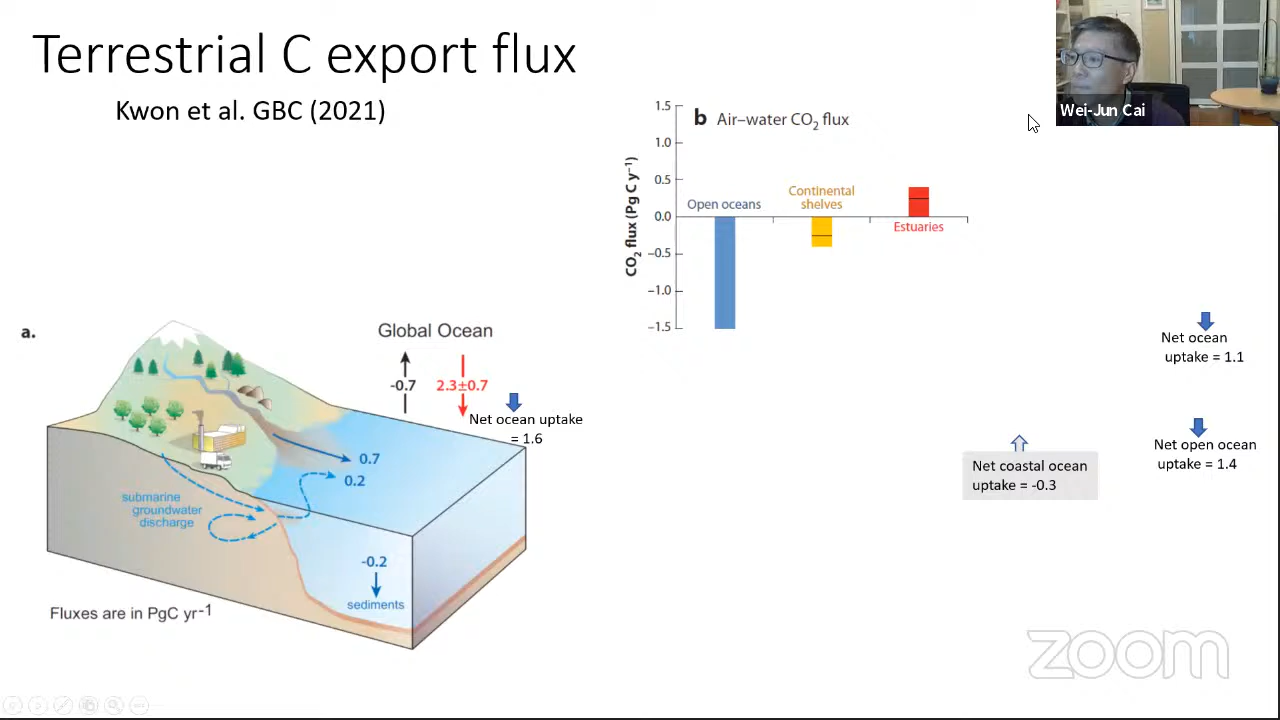 Terrestrial C export flux
Kwon et al. GBC (2021)
Wei-Jun Cai
b Air–water CO₂ flux
CO₂ flux (Pg C y⁻¹)
1.5
1.0
0.5
0.0
−0.5
−1.0
−1.5
Open oceans
Continental
shelves
Estuaries
a.
Global Ocean
-0.7
2.3±0.7
Net ocean uptake
= 1.6
0.7
0.2
submarine
groundwater
discharge
-0.2
sediments
Fluxes are in PgC yr⁻¹
Net ocean
uptake = 1.1
Net open ocean
uptake = 1.4
Net coastal ocean
uptake = -0.3
zoom